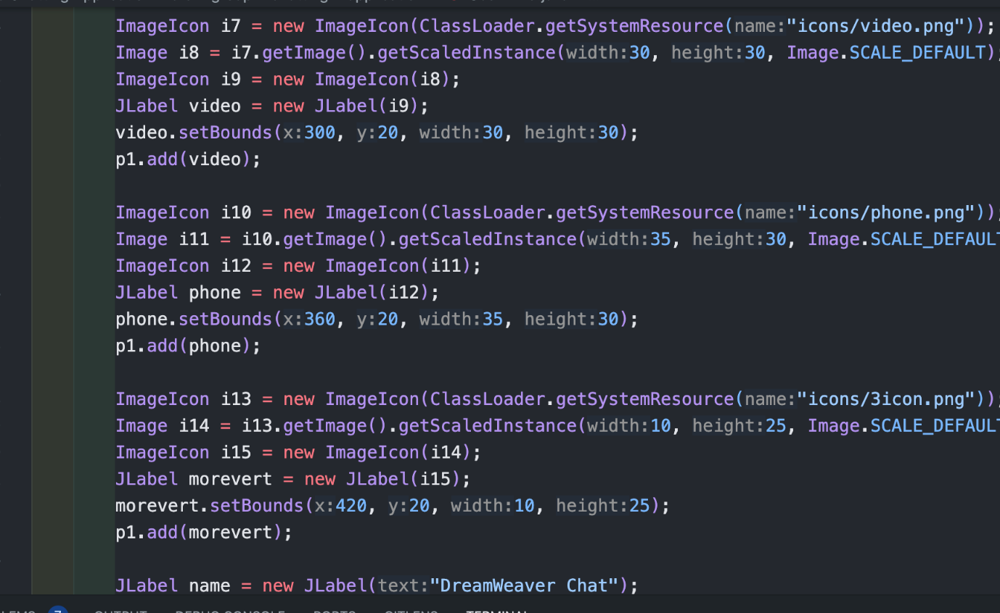 ImageIcon i7 = new ImageIcon(ClassLoader.getSystemResource(name:"icons/video.png"));
Image i8 = i7.getImage().getScaledInstance(width:30, height:30, Image.SCALE_DEFAULT);
ImageIcon i9 = new ImageIcon(i8);
JLabel video = new JLabel(i9);
video.setBounds(x:300, y:20, width:30, height:30);
p1.add(video);
ImageIcon i10 = new ImageIcon(ClassLoader.getSystemResource(name:"icons/phone.png"));
Image i11 = i10.getImage().getScaledInstance(width:35, height:30, Image.SCALE_DEFAULT
ImageIcon i12 = new ImageIcon(i11);
JLabel phone = new JLabel(i12);
phone.setBounds(x:360, y:20, width:35, height:30);
p1.add(phone);
ImageIcon i13 = new ImageIcon(ClassLoader.getSystemResource(name:"icons/3icon.png"));
Image i14 = i13.getImage().getScaledInstance(width:10, height:25, Image.SCALE_DEFAULT
ImageIcon i15 = new ImageIcon(i14);
JLabel morevert = new JLabel(i15);
morevert.setBounds(x:420, y:20, width:10, height:25);
p1.add(morevert);
JLabel name = new JLabel(text:"DreamWeaver Chat");
OUTPUT DEBUG CONSOLE PORTS GITLENS TERMINAL